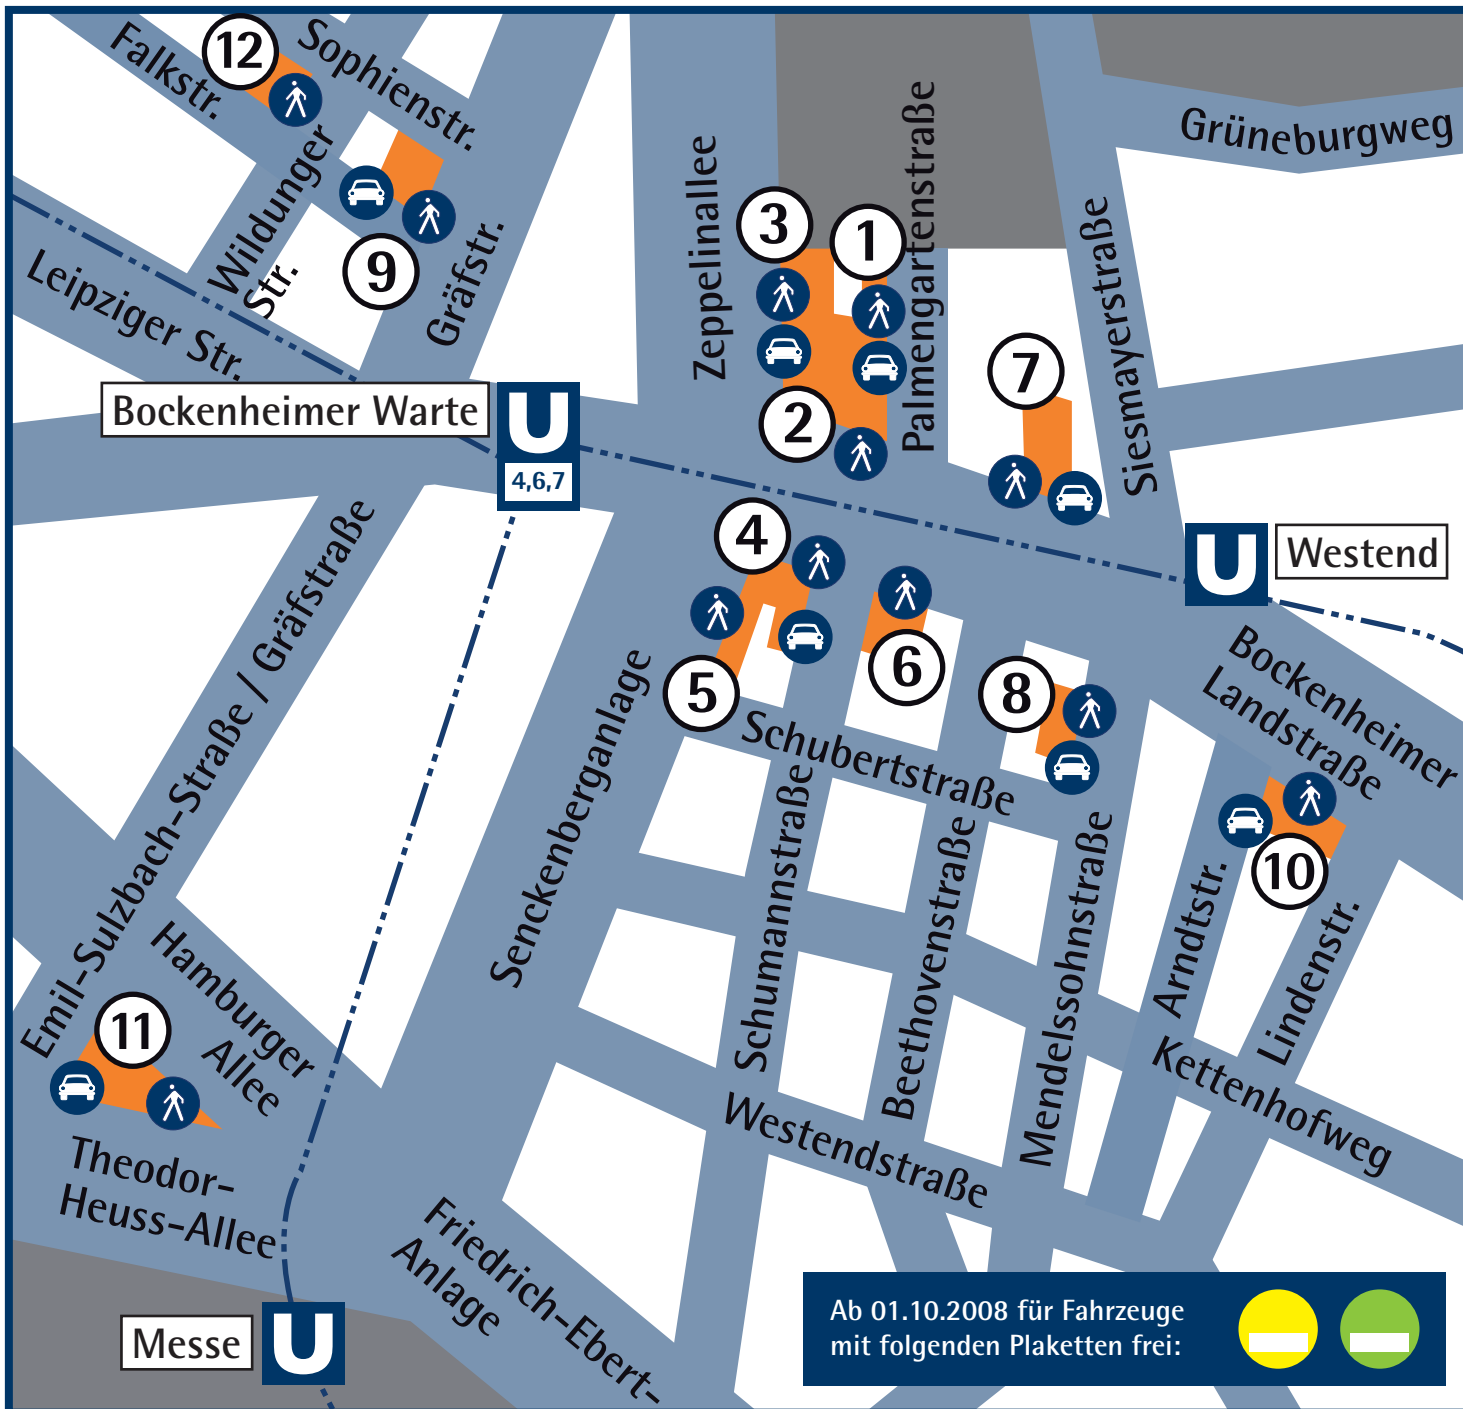 12
Sophienstr.
Falkstr.
Wildunger
Str.
9
Gräfstr.
Leipziger Str.
Grüneburgweg
Zeppelinallee
Palmengartenstraße
Siesmayerstraße
3
1
2
7
Bockenheimer Warte
U
4,6,7
U
Westend
4
5
6
8
Bockenheimer
Landstraße
Emil-Sulzbach-Straße / Gräfstraße
Senckenberganlage
Schubertstraße
Schumannstraße
Beethovenstraße
Mendelssohnstraße
Arndtstr.
10
Lindenstr.
Hamburger
Allee
11
Kettenhofweg
Westendstraße
Theodor-
Heuss-Allee
Friedrich-Ebert-
Anlage
Messe
U
Ab 01.10.2008 für Fahrzeuge
mit folgenden Plaketten frei: